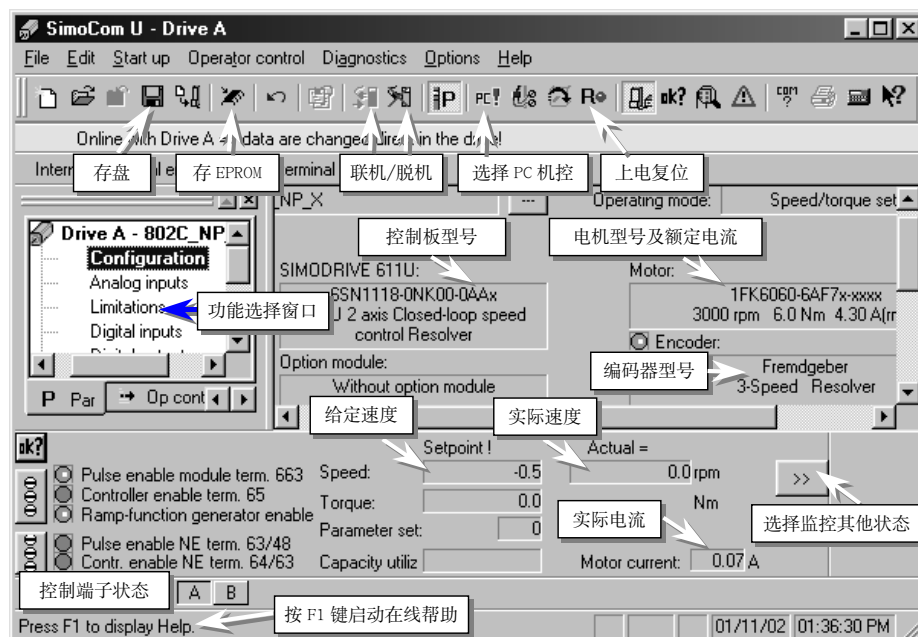 SimoCom U - Drive A
File Edit Start up Operator control Diagnostics Options Help
P PC! R ok? com ?
Online with Drive A
data are changed direct in the drive!
存盘
存 EPROM
联机/脱机
选择 PC 机控
上电复位
Intern
erminal
_NP_X
...
Operating mode: Speed/torque set
Drive A - 802C_NP
Configuration
Analog inputs
Limitations
Digital inputs
功能选择窗口
P Par Op cont
控制板型号
SIMODRIVE 611U:
6SN1118-0NK00-0AAx
2 axis Closed-loop speed
control Resolver
Option module:
Without option module
电机型号及额定电流
Motor:
1FK6060-6AF7x-xxxx
3000 rpm 6.0 Nm 4.30 A(rr
Encoder:
编码器型号
Fremdgeber
3-Speed Resolver
给定速度
实际速度
ok?
Setpoint ! Actual =
Pulse enable module term. 663
Controller enable term. 65
Ramp-function generator enable
Pulse enable NE term. 63/48
Contr. enable NE term. 64/63
Speed: -0.5 0.0 rpm
Torque: 0.0 Nm
Parameter set: 0
Capacity utiliz
Motor current: 0.07 A
>>
实际电流
选择监控其他状态
控制端子状态
A B
按 F1 键启动在线帮助
Press F1 to display Help.
01/11/02 01:36:30 PM